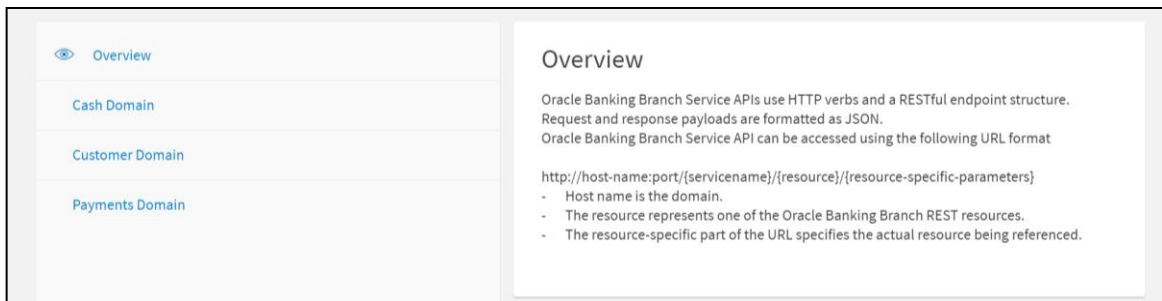 Overview
Cash Domain
Customer Domain
Payments Domain
Overview
Oracle Banking Branch Service APIs use HTTP verbs and a RESTful endpoint structure.
Request and response payloads are formatted as JSON.
Oracle Banking Branch Service API can be accessed using the following URL format
http://host-name:port/{servicename}/{resource}/{resource-specific-parameters}
- Host name is the domain.
- The resource represents one of the Oracle Banking Branch REST resources.
- The resource-specific part of the URL specifies the actual resource being referenced.